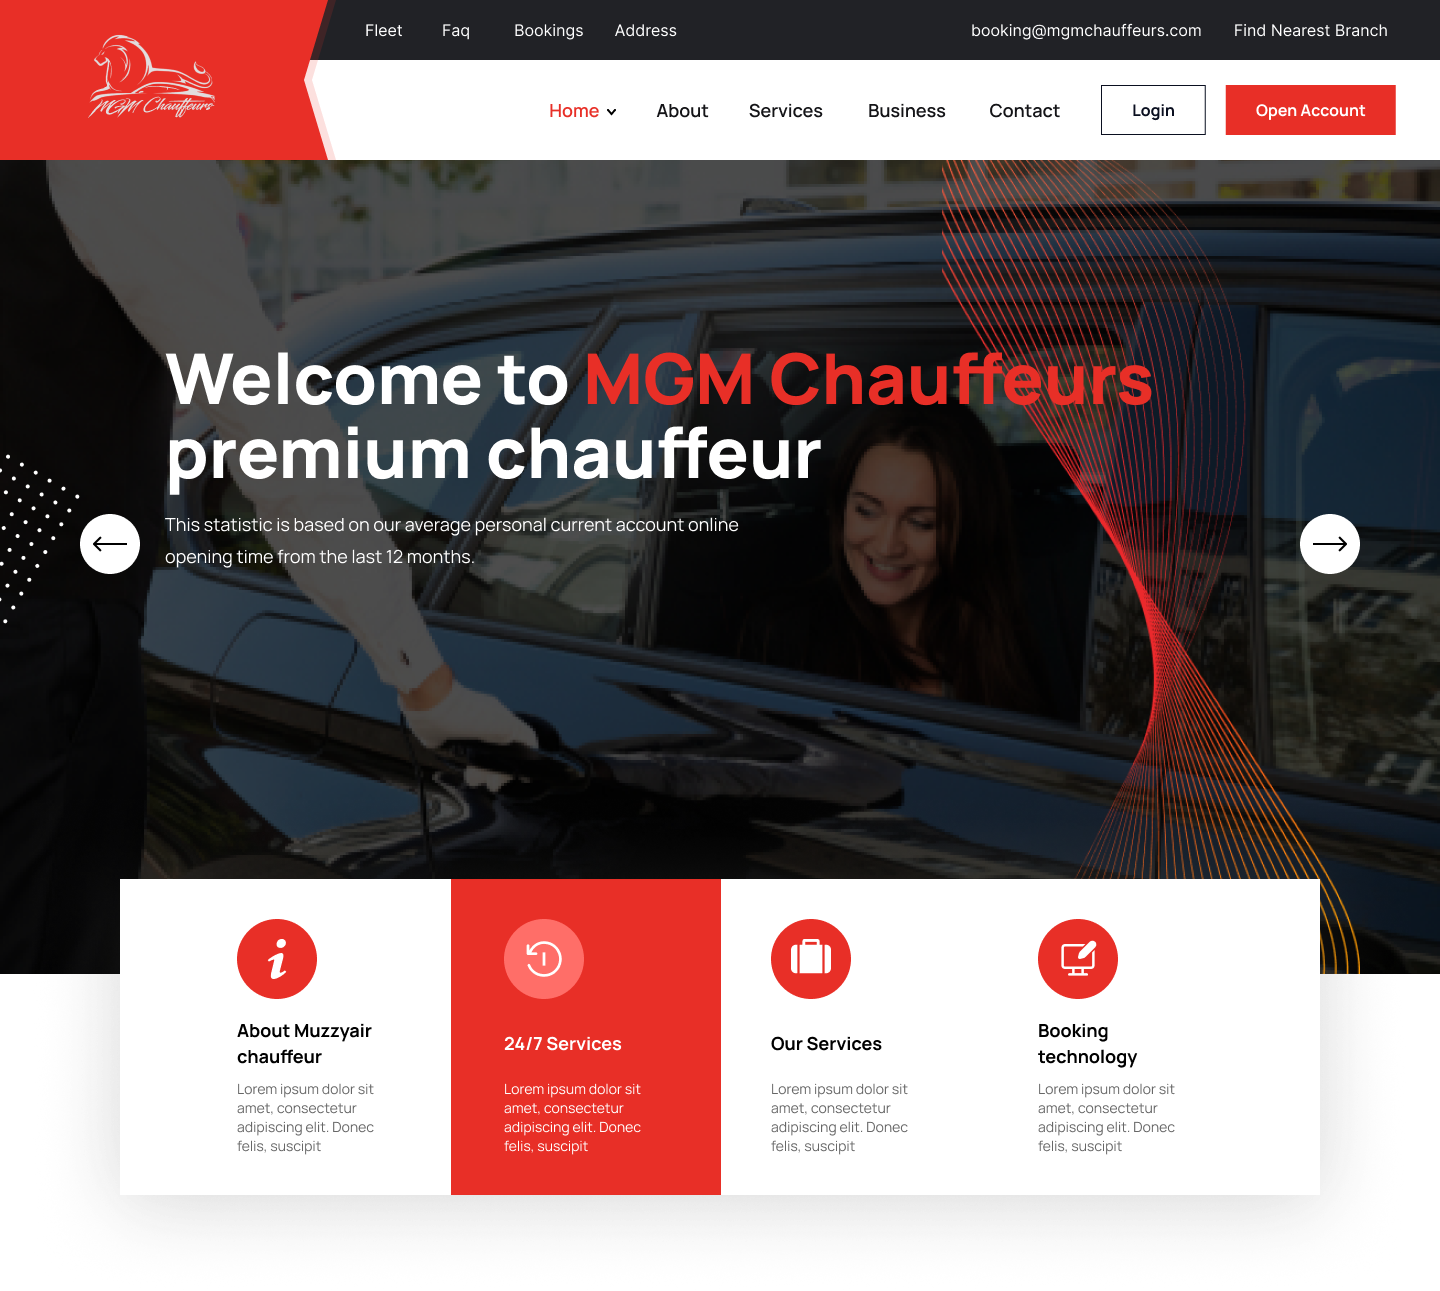 MGM Chauffeurs
Fleet Faq Bookings Address booking@mgmchauffeurs.com Find Nearest Branch
Home About Services Business Contact Login Open Account
Welcome to MGM Chauffeurs
premium chauffeur
This statistic is based on our average personal current account online
opening time from the last 12 months.
About Muzzyair
chauffeur
Lorem ipsum dolor sit
amet, consectetur
adipiscing elit. Donec
felis, suscipit
24/7 Services
Lorem ipsum dolor sit
amet, consectetur
adipiscing elit. Donec
felis, suscipit
Our Services
Lorem ipsum dolor sit
amet, consectetur
adipiscing elit. Donec
felis, suscipit
Booking
technology
Lorem ipsum dolor sit
amet, consectetur
adipiscing elit. Donec
felis, suscipit